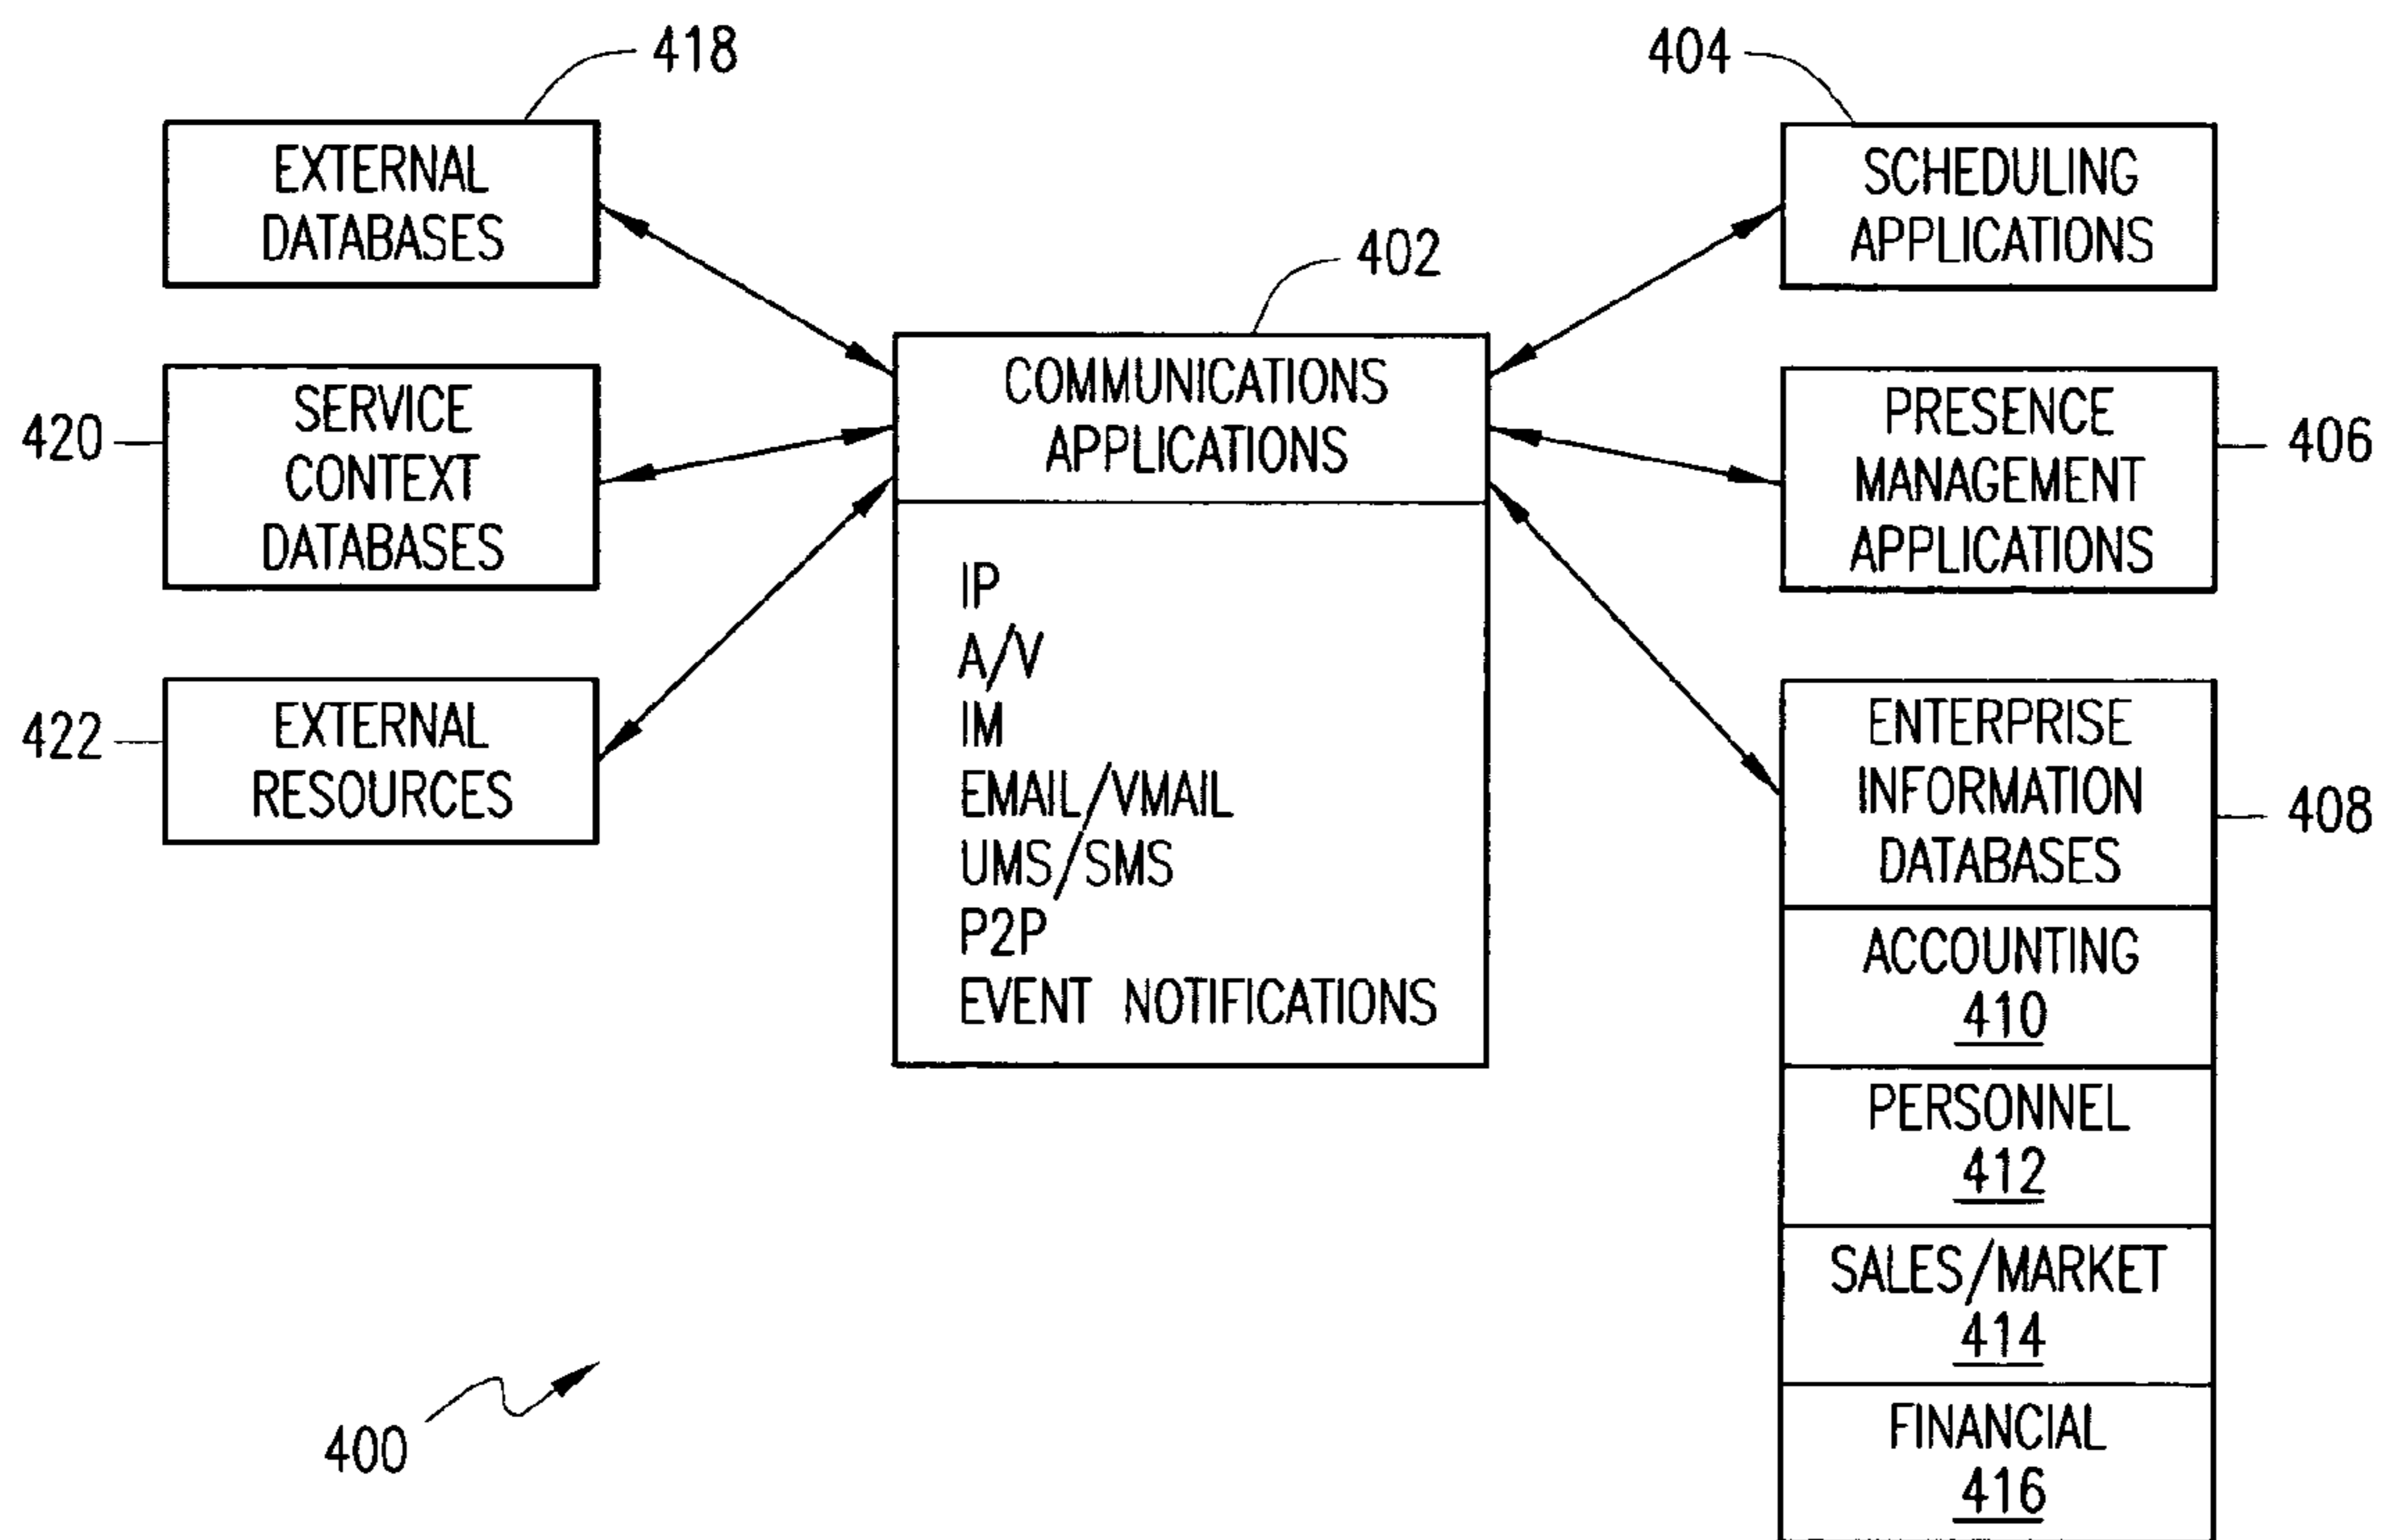 418
EXTERNAL
DATABASES
420
SERVICE
CONTEXT
DATABASES
422
EXTERNAL
RESOURCES
402
COMMUNICATIONS
APPLICATIONS
IP
A/V
IM
EMAIL/VMAIL
UMS/SMS
P2P
EVENT NOTIFICATIONS
404
SCHEDULING
APPLICATIONS
PRESENCE
MANAGEMENT
APPLICATIONS
406
ENTERPRISE
INFORMATION
DATABASES
408
ACCOUNTING
410
PERSONNEL
412
SALES/MARKET
414
FINANCIAL
416
400